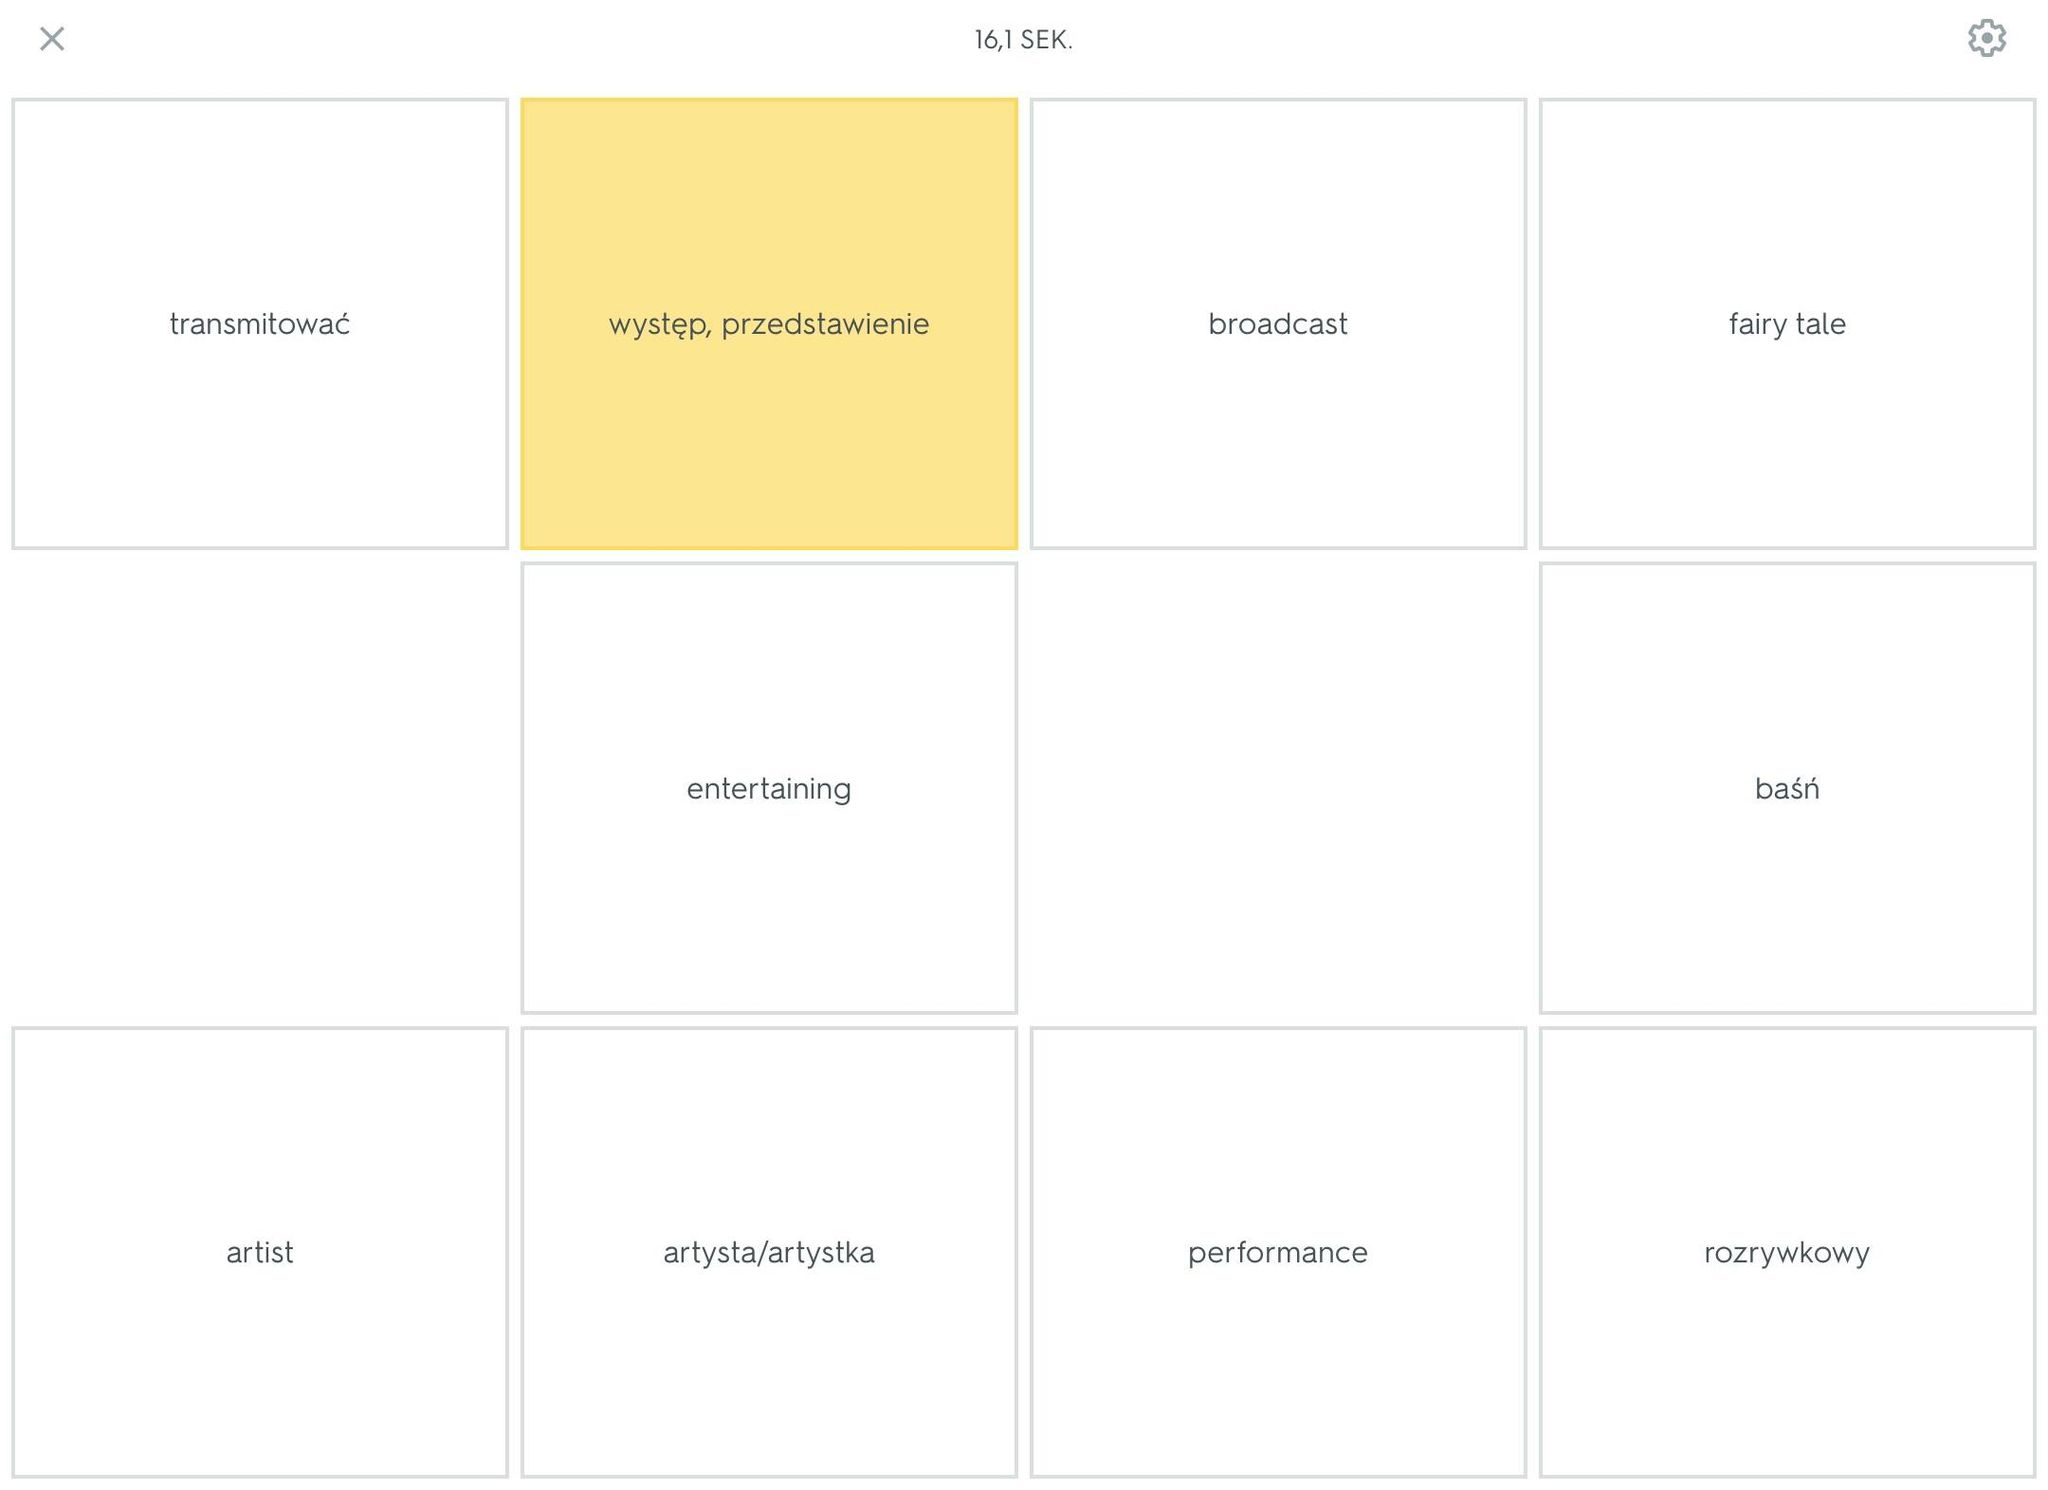 16,1 SEK.
transmitować
występ, przedstawienie
broadcast
fairy tale
entertaining
baśń
artist
artysta/artystka
performance
rozrywkowy